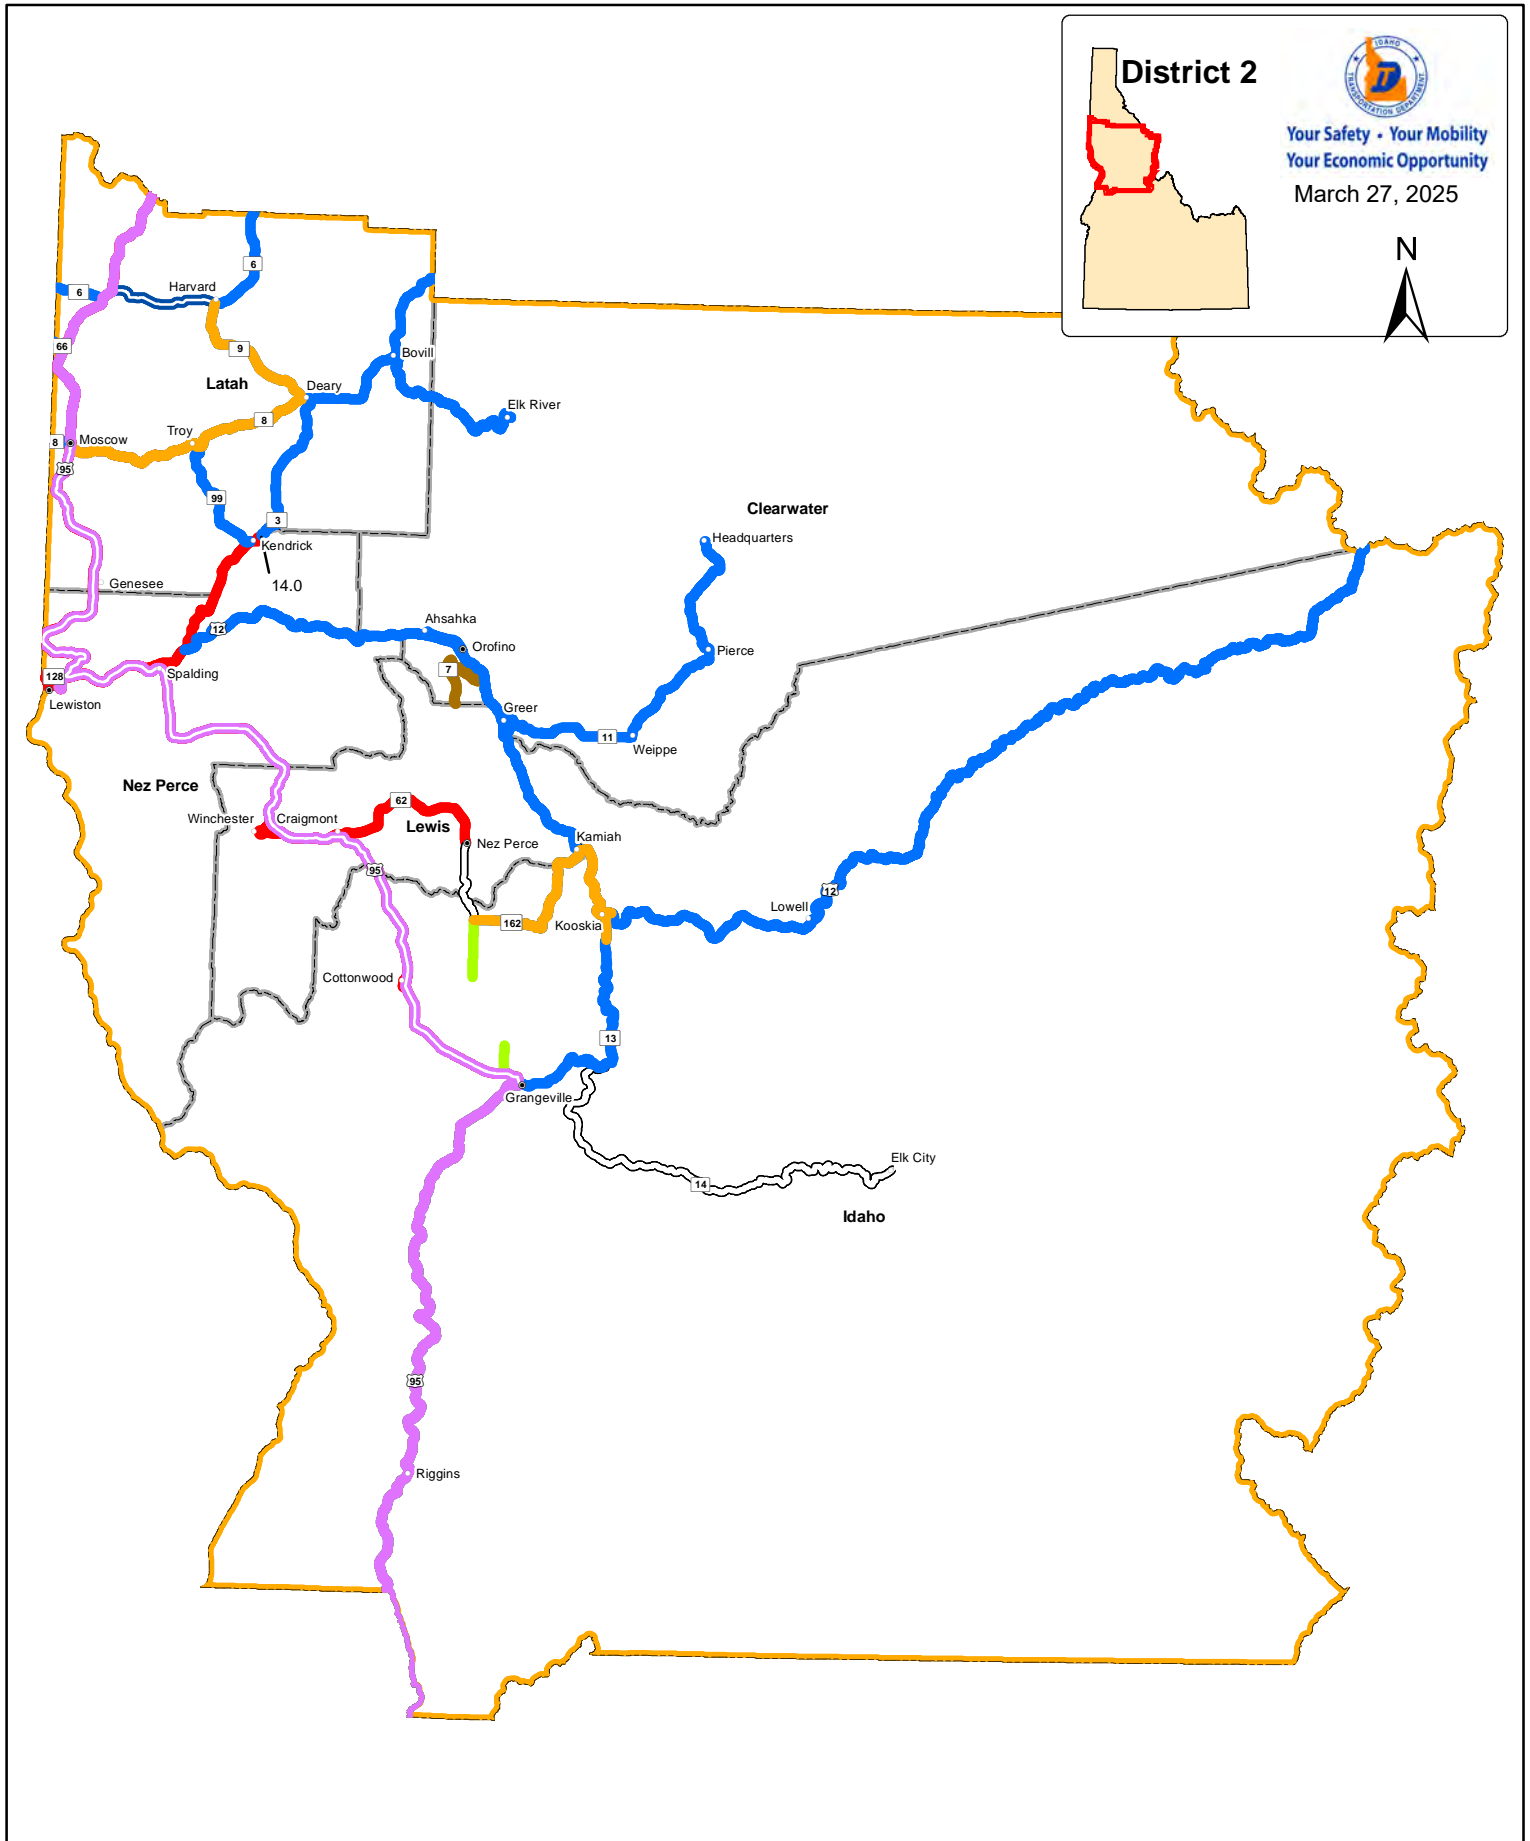 District 2
IDAHO
TRANSPORTATION DEPARTMENT
Your Safety • Your Mobility
Your Economic Opportunity
March 27, 2025
N
6
6
Harvard
66
9
Bovill
Latah
Deary
Elk River
8
Troy
8
Moscow
95
99
3
Clearwater
Headquarters
Kendrick
14.0
Genesee
12
Ahsahka
Orofino
Pierce
7
128
Spalding
Lewiston
Greer
11
Weippe
Nez Perce
62
Winchester
Craigmont
Lewis
Kamiah
Nez Perce
95
12
Lowell
162
Kooskia
Cottonwood
13
Grangeville
Elk City
14
Idaho
95
Riggins